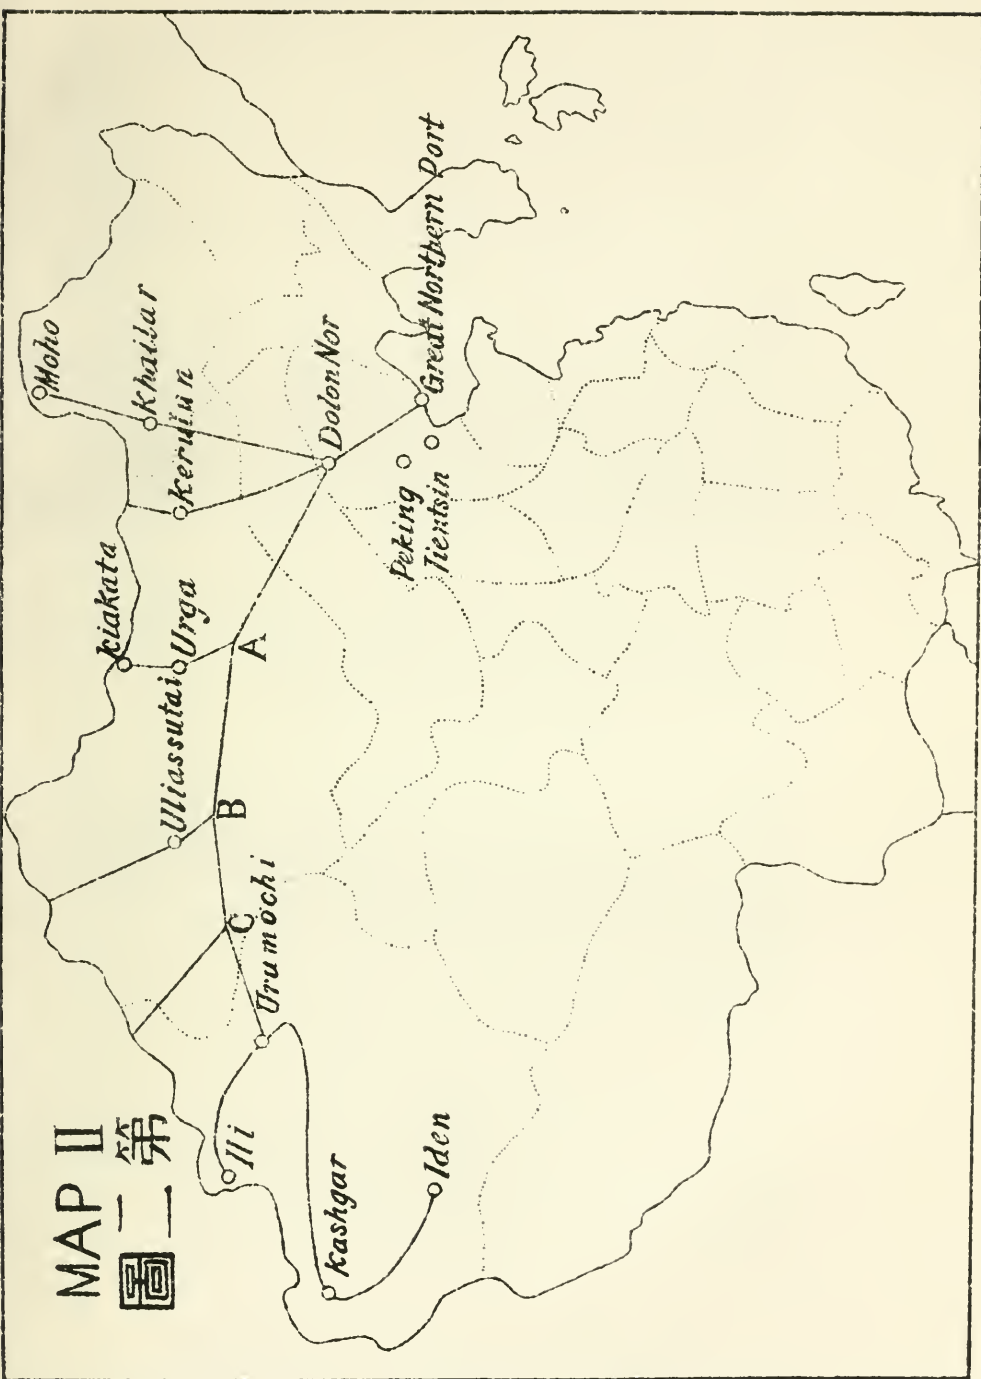 MAP II
第二圖
Moho
Khailar
Kerulun
Kiakata
Urga
Uliassutai
Dolon Nor
Great Northern Port
Peking
Tientsin
A
B
C
Urumochi
Ili
Kashgar
Iden